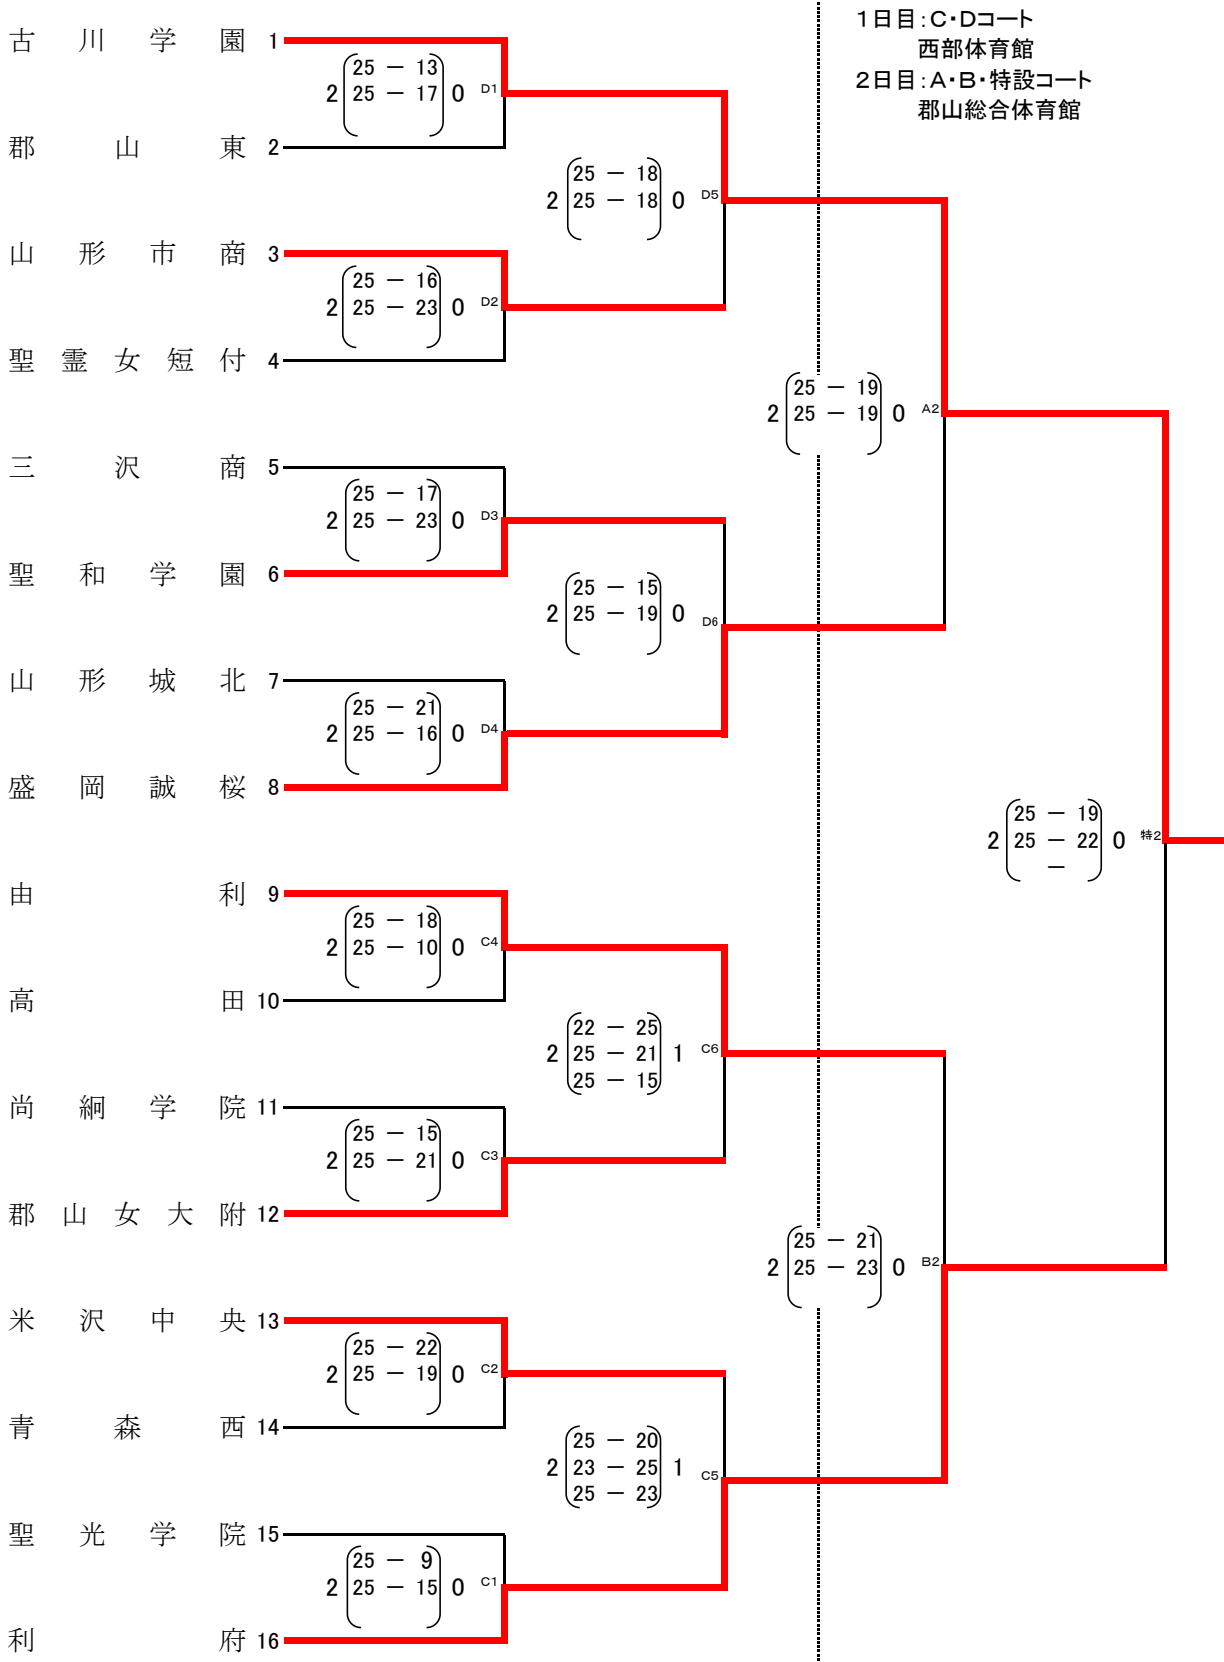 1日目：C・Dコート
西部体育館
2日目：A・B・特設コート
郡山総合体育館
古川学園 1
25 － 13
2 25 － 17 0 D1
郡山東 2
25 － 18
2 25 － 18 0 D5
山形市商 3
25 － 16
2 25 － 23 0 D2
聖霊女短付 4
25 － 19
2 25 － 19 0 A2
三沢商 5
25 － 17
2 25 － 23 0 D3
聖和学園 6
25 － 15
2 25 － 19 0 D6
山形城北 7
25 － 21
2 25 － 16 0 D4
盛岡誠桜 8
25 － 19
2 25 － 22 0 特2
－
由利 9
25 － 18
2 25 － 10 0 C4
高田 10
22 － 25
2 25 － 21 1 C6
25 － 15
尚絅学院 11
25 － 15
2 25 － 21 0 C3
郡山女大附 12
25 － 21
2 25 － 23 0 B2
米沢中央 13
25 － 22
2 25 － 19 0 C2
青森西 14
25 － 20
2 23 － 25 1 C5
25 － 23
聖光学院 15
25 － 9
2 25 － 15 0 C1
利府 16